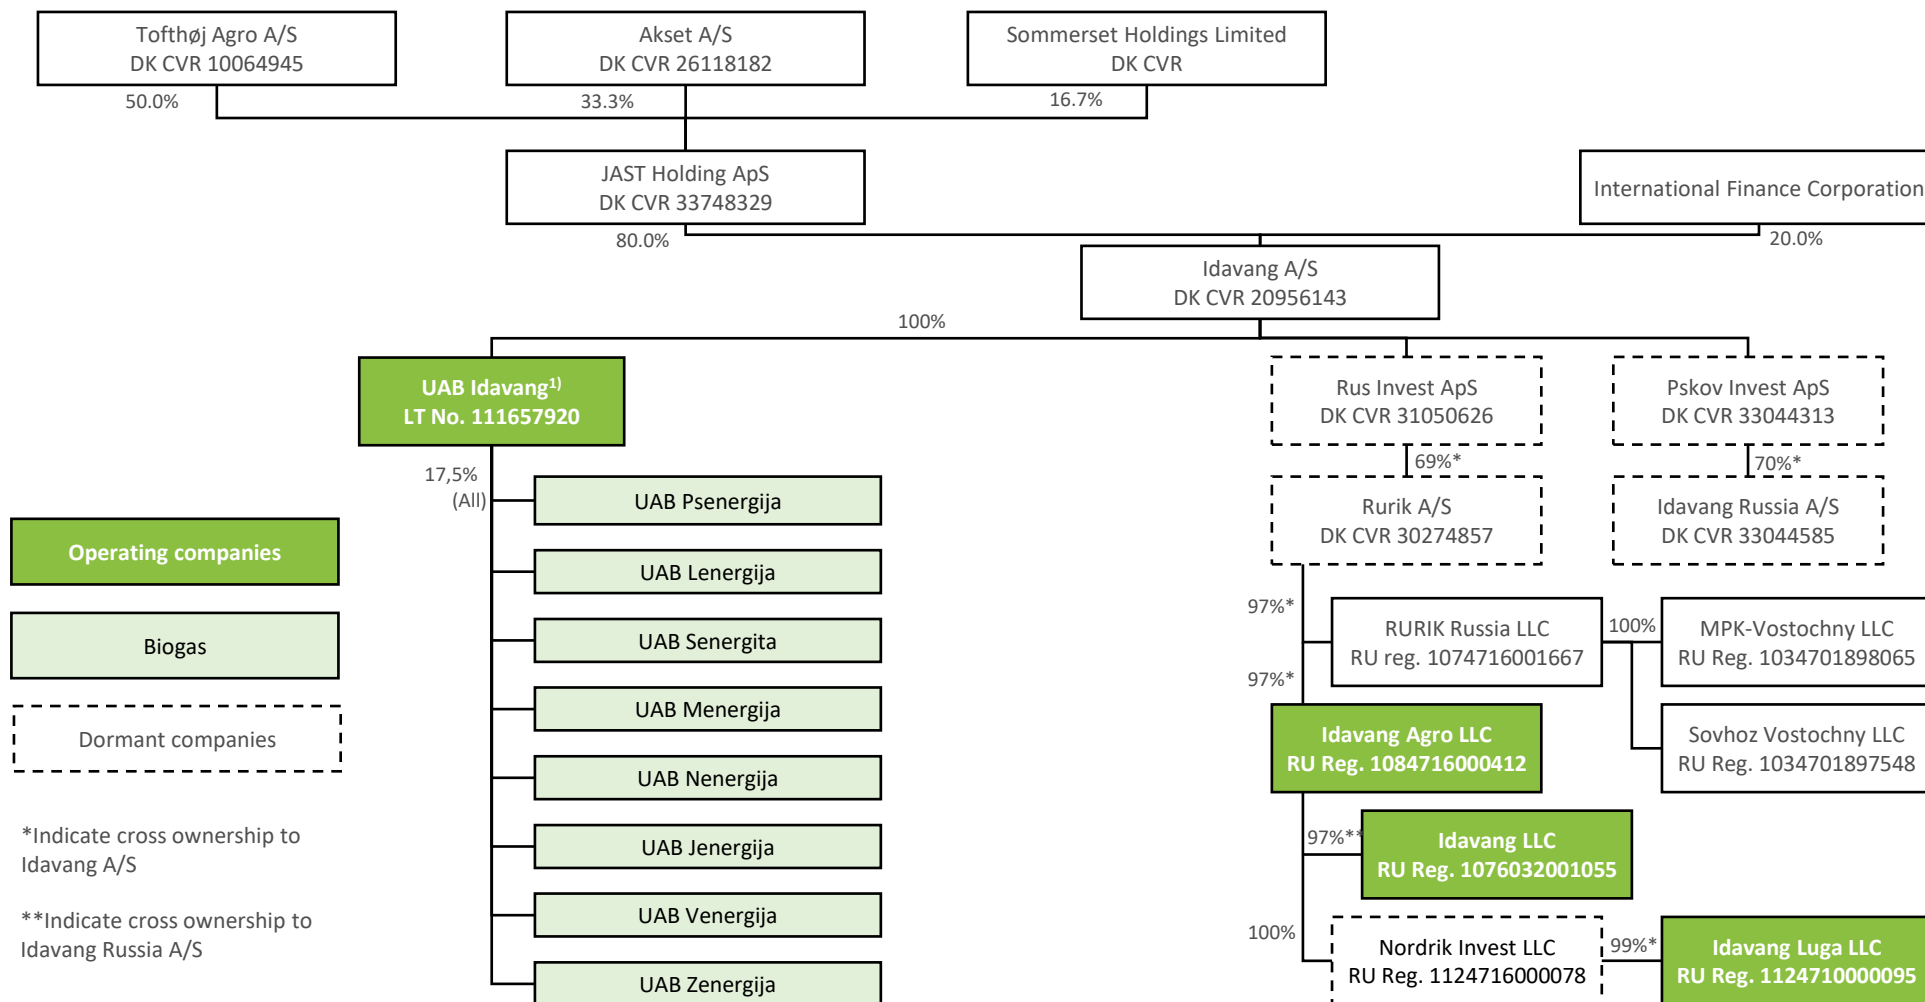 Tofthøj Agro A/S
DK CVR 10064945
Akset A/S
DK CVR 26118182
Sommerset Holdings Limited
DK CVR
50.0%
33.3%
16.7%
JAST Holding ApS
DK CVR 33748329
International Finance Corporation
80.0%
20.0%
Idavang A/S
DK CVR 20956143
100%
UAB Idavang1)
LT No. 111657920
Rus Invest ApS
DK CVR 31050626
Pskov Invest ApS
DK CVR 33044313
69%*
70%*
17,5%
(All)
UAB Psenergija
Rurik A/S
DK CVR 30274857
Idavang Russia A/S
DK CVR 33044585
Operating companies
UAB Lenergija
97%*
Biogas
UAB Senergita
RURIK Russia LLC
RU reg. 1074716001667
100%
MPK-Vostochny LLC
RU Reg. 1034701898065
97%*
Dormant companies
UAB Menergija
Idavang Agro LLC
RU Reg. 1084716000412
Sovhoz Vostochny LLC
RU Reg. 1034701897548
UAB Nenergija
*Indicate cross ownership to
Idavang A/S
UAB Jenergija
97%**
Idavang LLC
RU Reg. 1076032001055
**Indicate cross ownership to
Idavang Russia A/S
UAB Venergija
100%
Nordrik Invest LLC
RU Reg. 1124716000078
99%*
Idavang Luga LLC
RU Reg. 1124710000095
UAB Zenergija